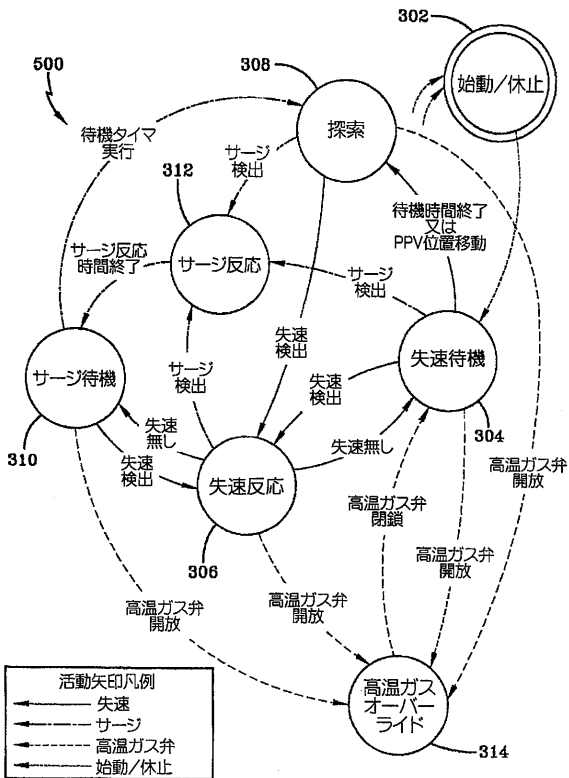 302
308
500
始動/休止
待機タイマ
実行
探索
サージ
検出
312
待機時間終了
又は
PPV位置移動
サージ反応
時間終了
サージ反応
サージ
検出
失速
検出
サージ待機
サージ
検出
失速
検出
失速待機
304
310
失速
無し
失速
検出
失速反応
失速無し
306
高温ガス弁
閉鎖
高温ガス弁
開放
高温ガス弁
開放
高温ガス弁
開放
高温ガス弁
開放
高温ガス
オーバー
ライド
314
活動矢印凡例
失速
サージ
高温ガス弁
始動/休止